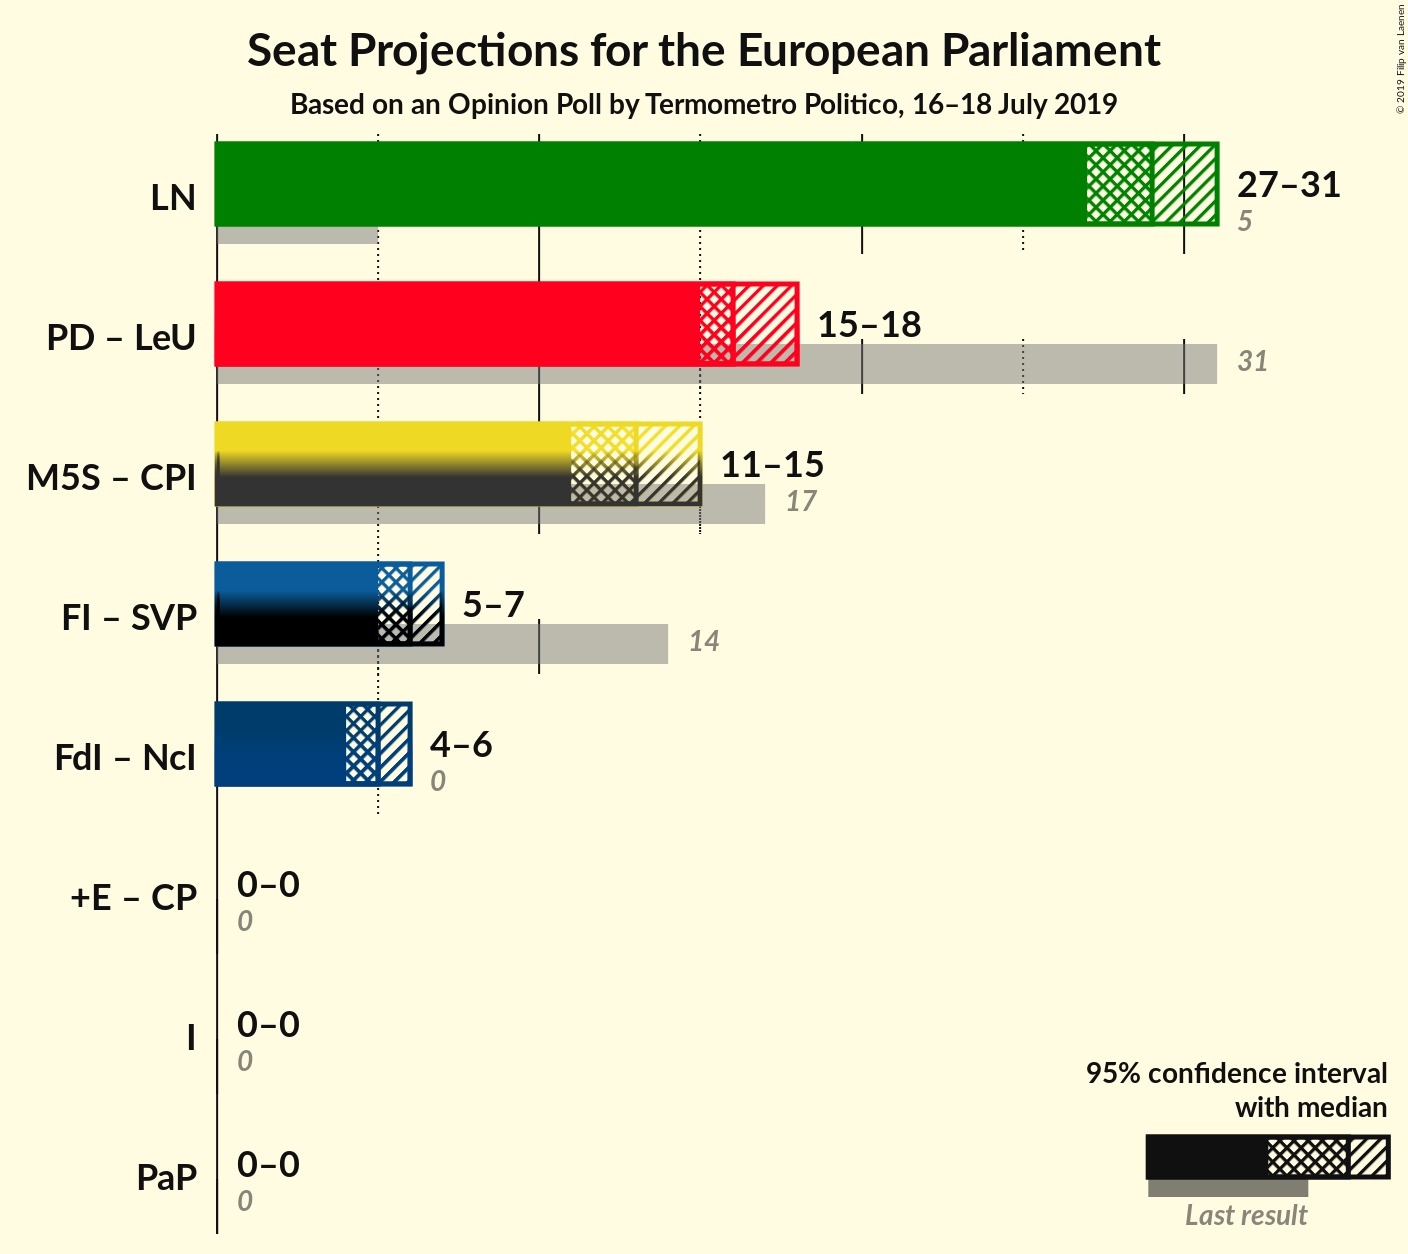 Seat Projections for the European Parliament
Based on an Opinion Poll by Termometro Politico, 16–18 July 2019
© 2019 Filip van Laenen
LN
27–31
5
PD – LeU
15–18
31
M5S – CPI
11–15
17
FI – SVP
5–7
14
FdI – NcI
4–6
0
+E – CP
0–0
0
I
0–0
0
PaP
0–0
0
95% confidence interval
with median
Last result